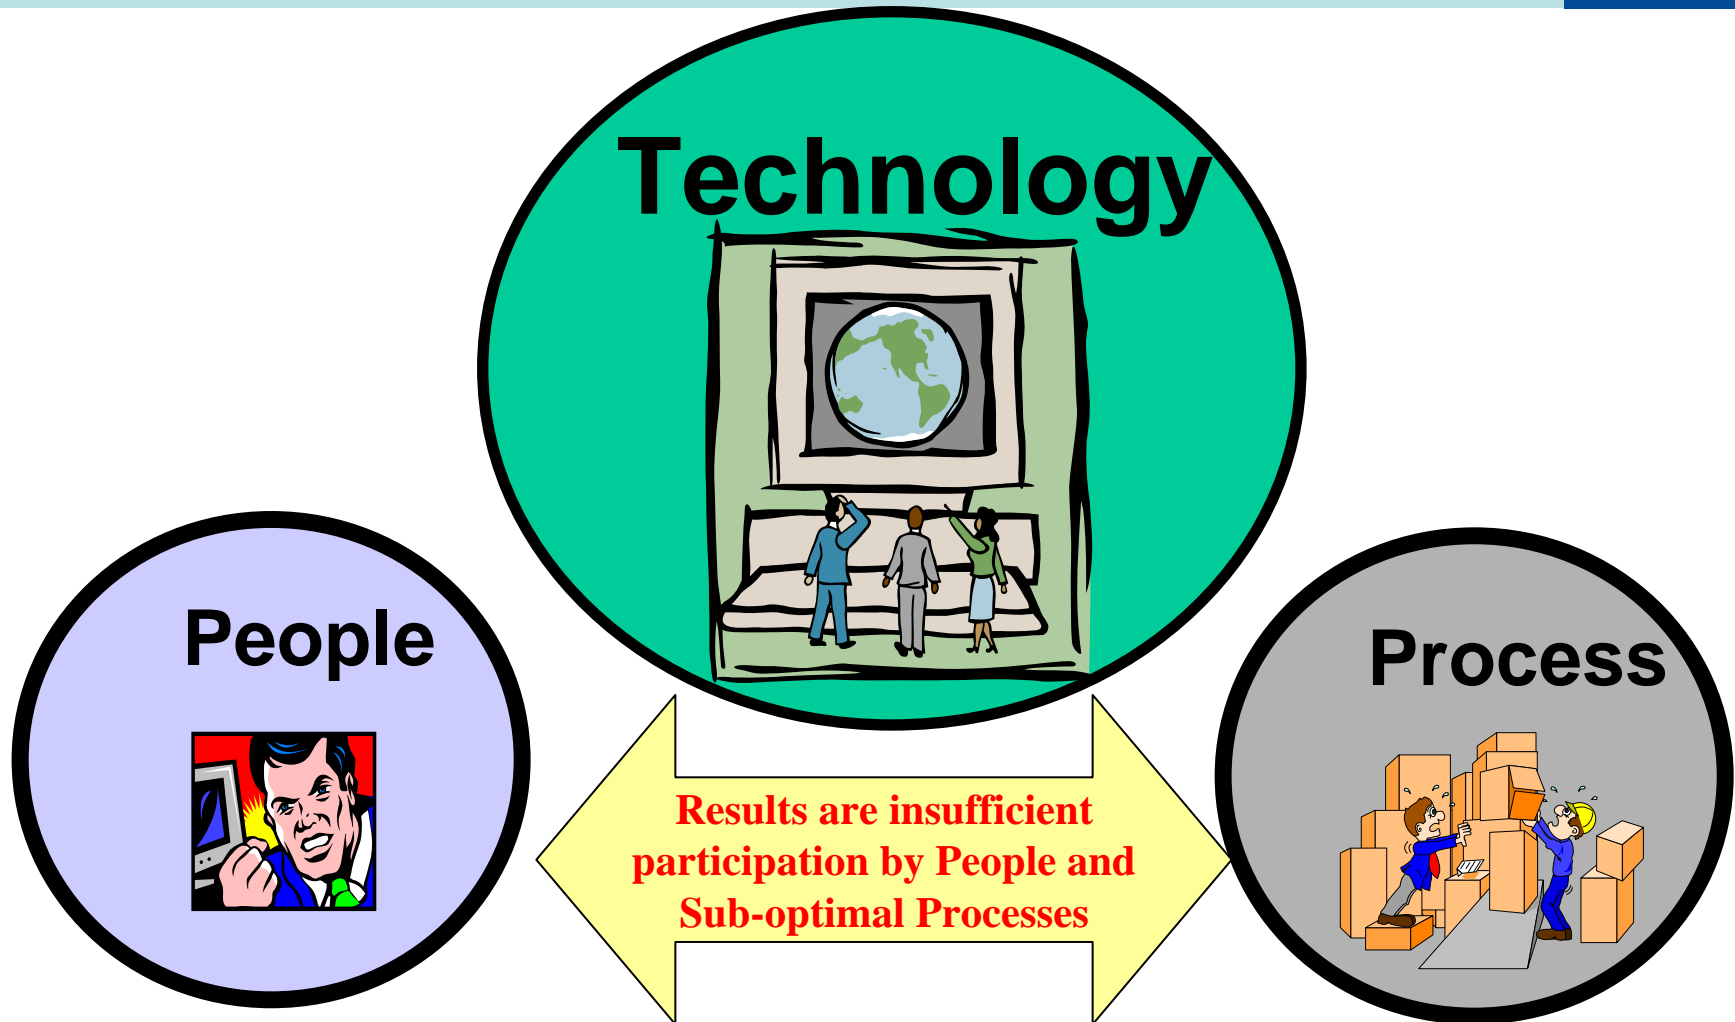 Technology
People
Process
Results are insufficient
participation by People and
Sub-optimal Processes